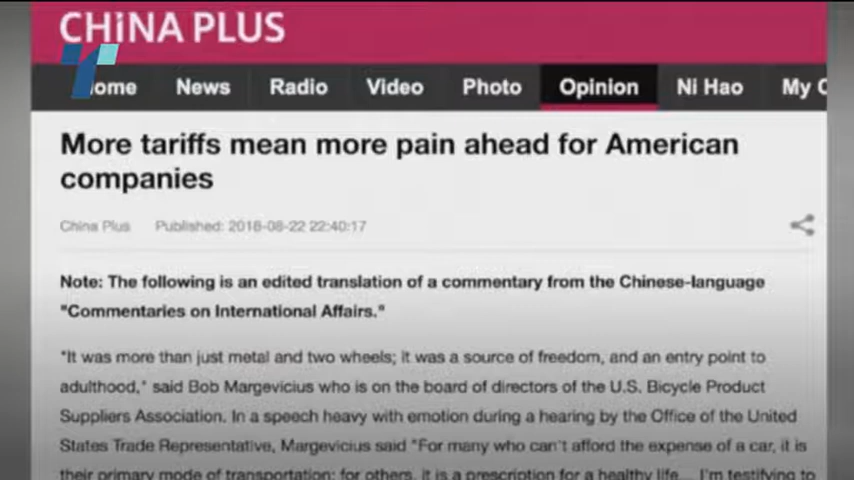 CHINA PLUS
ome News Radio Video Photo Opinion Ni Hao My C
More tariffs mean more pain ahead for American
companies
China Plus Published: 2018-08-22 22:40:17
Note: The following is an edited translation of a commentary from the Chinese-language
"Commentaries on International Affairs."
"It was more than just metal and two wheels; it was a source of freedom, and an entry point to
adulthood," said Bob Margevicius who is on the board of directors of the U.S. Bicycle Product
Suppliers Association. In a speech heavy with emotion during a hearing by the Office of the United
States Trade Representative, Margevicius said "For many who can't afford the expense of a car, it is
their primary mode of transportation; for others, it is a prescription for a healthy life... I'm testifying to